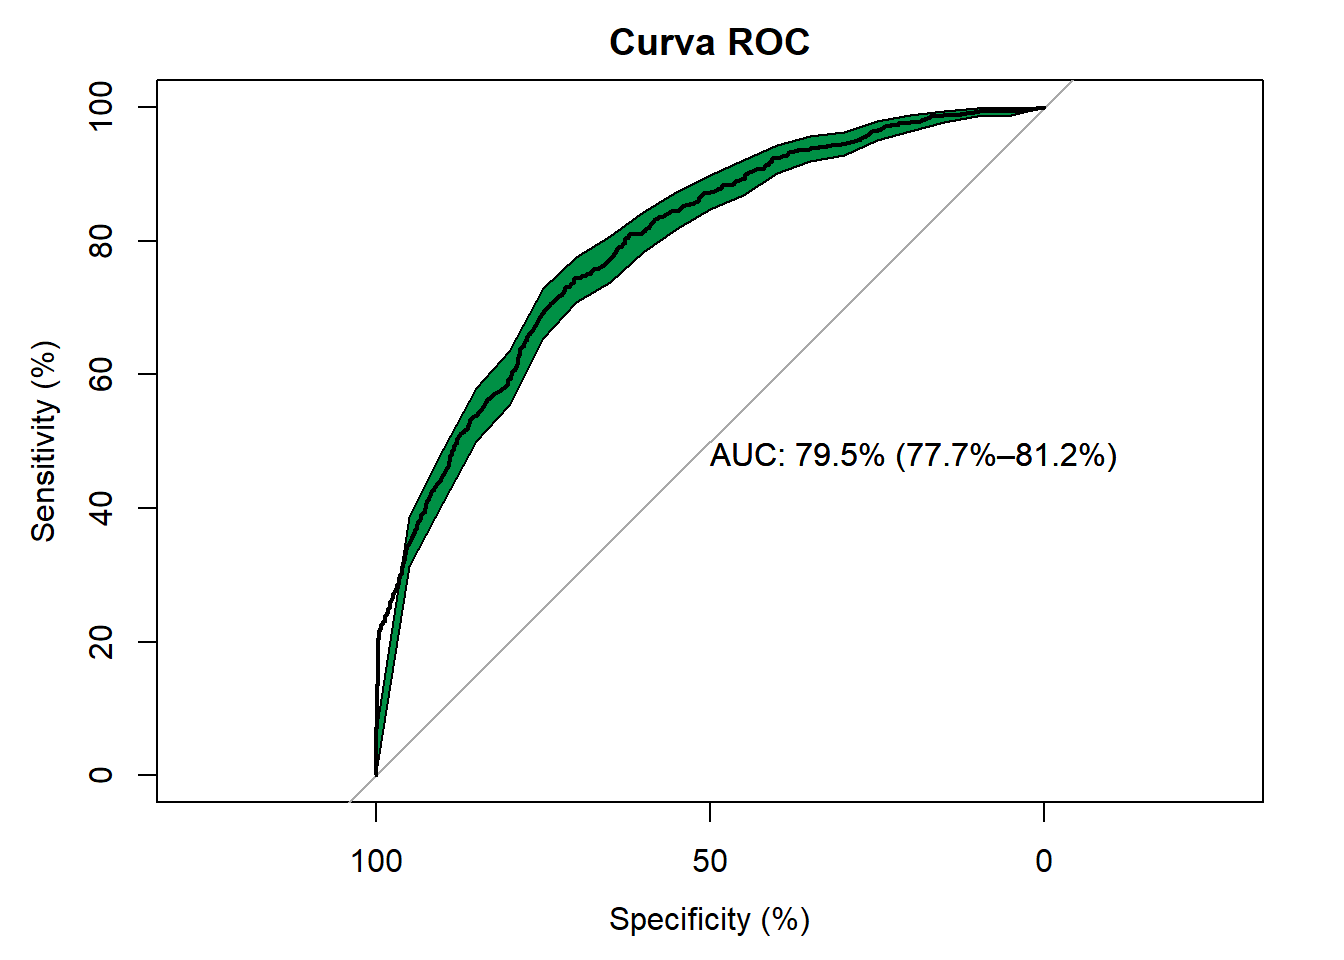 Curva ROC
100
80
60
40
20
0
Sensitivity (%)
AUC: 79.5% (77.7%–81.2%)
100 50 0
Specificity (%)